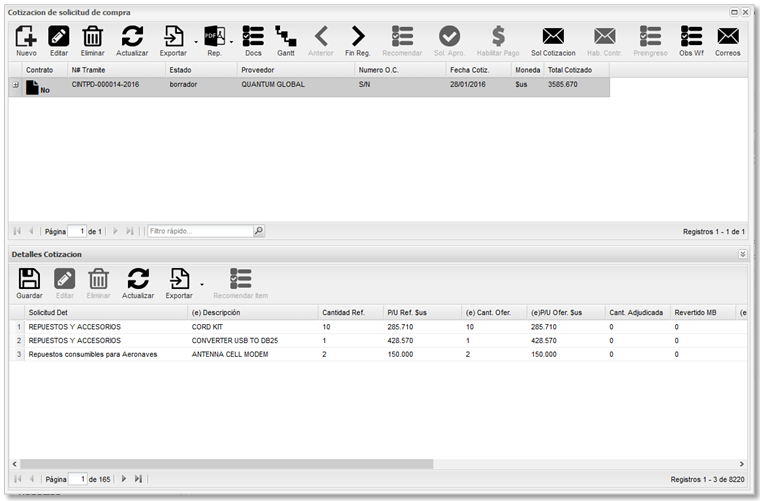 Cotizacion de solicitud de compra
Nuevo Editar Eliminar Actualizar Exportar Rep. Docs Gantt Anterior Fin Reg. Recomendar Sol. Apro. Habilitar Pago Sol Cotizacion Hab. Contr. Preingreso Obs Wf Correos
Contrato N# Tramite Estado Proveedor Numero O.C. Fecha Cotiz. Moneda Total Cotizado
No CINTPD-000014-2016 borrador QUANTUM GLOBAL S/N 28/01/2016 $us 3585.670
Página 1 de 1 Filtro rápido... Registros 1 - 1 de 1
Detalles Cotizacion
Guardar Editar Eliminar Actualizar Exportar Recomendar Item
Solicitud Det (e) Descripción Cantidad Ref. P/U Ref. $us (e) Cant. Ofer. (e)P/U Ofer. $us Cant. Adjudicada Revertido MB (e
1 REPUESTOS Y ACCESORIOS CORD KIT 10 285.710 10 285.710 0 0
2 REPUESTOS Y ACCESORIOS CONVERTER USB TO DB25 1 428.570 1 428.570 0 0
3 Repuestos consumibles para Aeronaves ANTENNA CELL MODEM 2 150.000 2 150.000 0 0
Página 1 de 165 Registros 1 - 3 de 8220